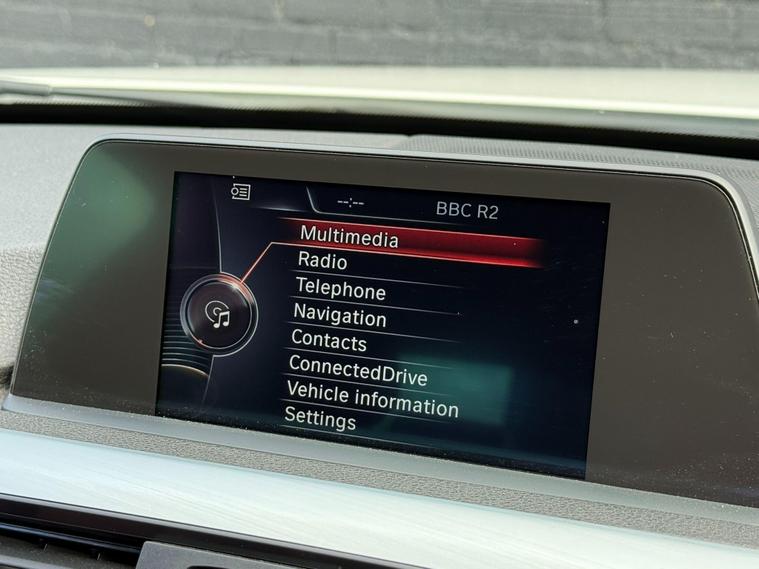 --:-- BBC R2
Multimedia
Radio
Telephone
Navigation
Contacts
ConnectedDrive
Vehicle information
Settings